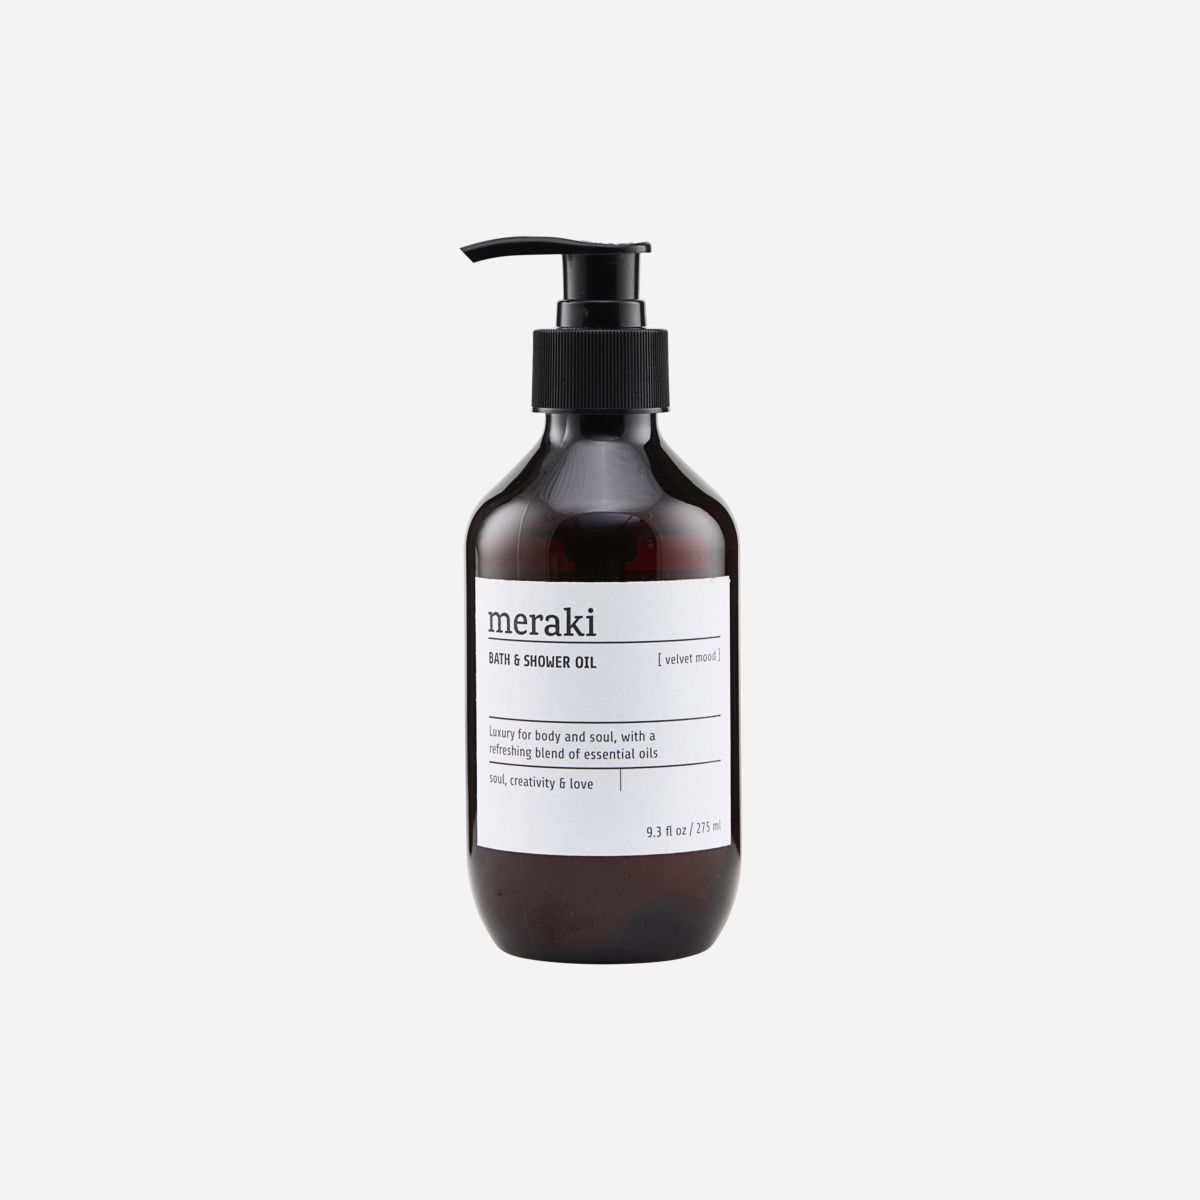 meraki
BATH & SHOWER OIL [ velvet mood ]
Luxury for body and soul, with a
refreshing blend of essential oils
soul, creativity & love
9.3 fl oz / 275 ml